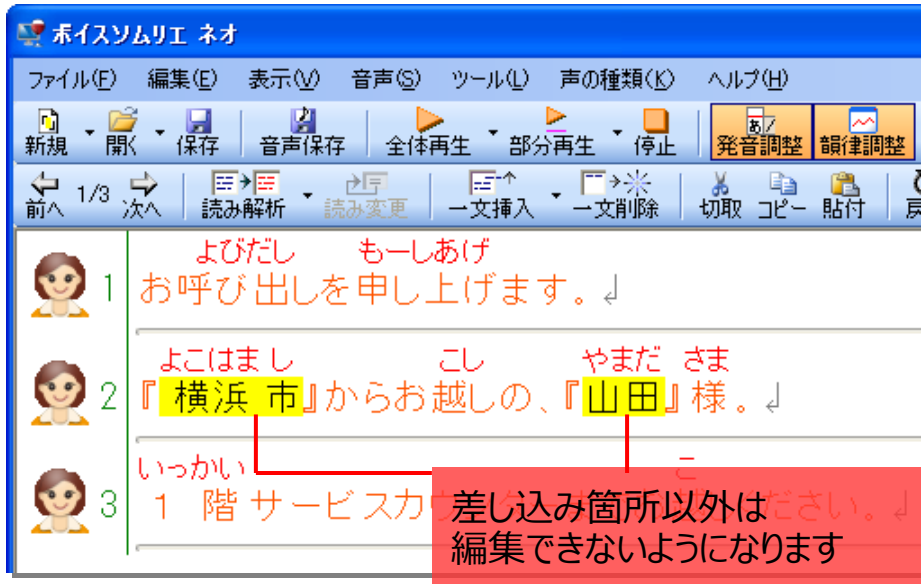 ボイスソムリエ ネオ
ファイル(F) 編集(E) 表示(V) 音声(S) ツール(L) 声の種類(K) ヘルプ(H)
新規 開く 保存 音声保存 全体再生 部分再生 停止 発音調整 韻律調整
前へ 1/3 次へ 読み解析 読み変更 一文挿入 一文削除 切取 コピー 貼付
よびだし もーしあげ
1 お呼び出しを申し上げます。↲
よこはま し こし やまだ さま
2 『横浜 市』からお越しの、『山田』様。↲
いっかい こ
3 1 階サービスカ ださい。↲
差し込み箇所以外は
編集できないようになります